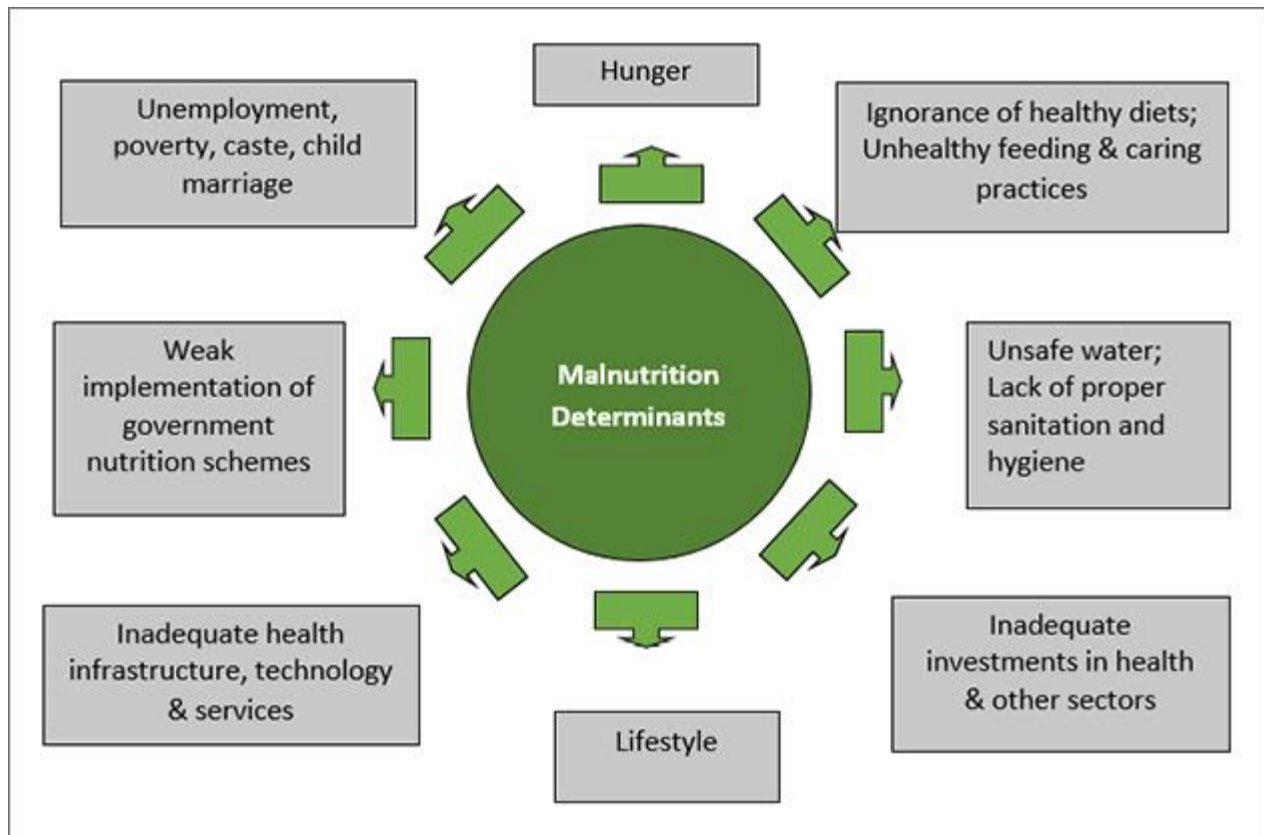 Hunger
Unemployment,
poverty, caste, child
marriage
Ignorance of healthy diets;
Unhealthy feeding & caring
practices
Weak
implementation of
government
nutrition schemes
Malnutrition
Determinants
Unsafe water;
Lack of proper
sanitation and
hygiene
Inadequate health
infrastructure, technology
& services
Lifestyle
Inadequate
investments in health
& other sectors